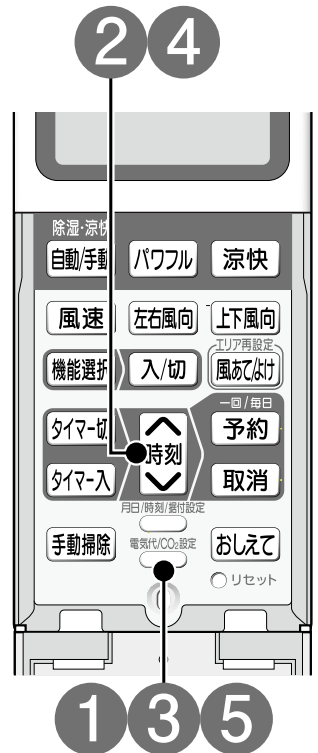 2 4
除湿・涼快
自動/手動 パワフル 涼快
風速 左右風向 上下風向
エリア再設定
機能選択 入/切 風あて/よけ
一回/毎日
タイマー切 時刻 予約
タイマー入 取消
月日/時刻/据付設定
手動掃除 電気代/CO₂設定 おしえて
リセット
1 3 5